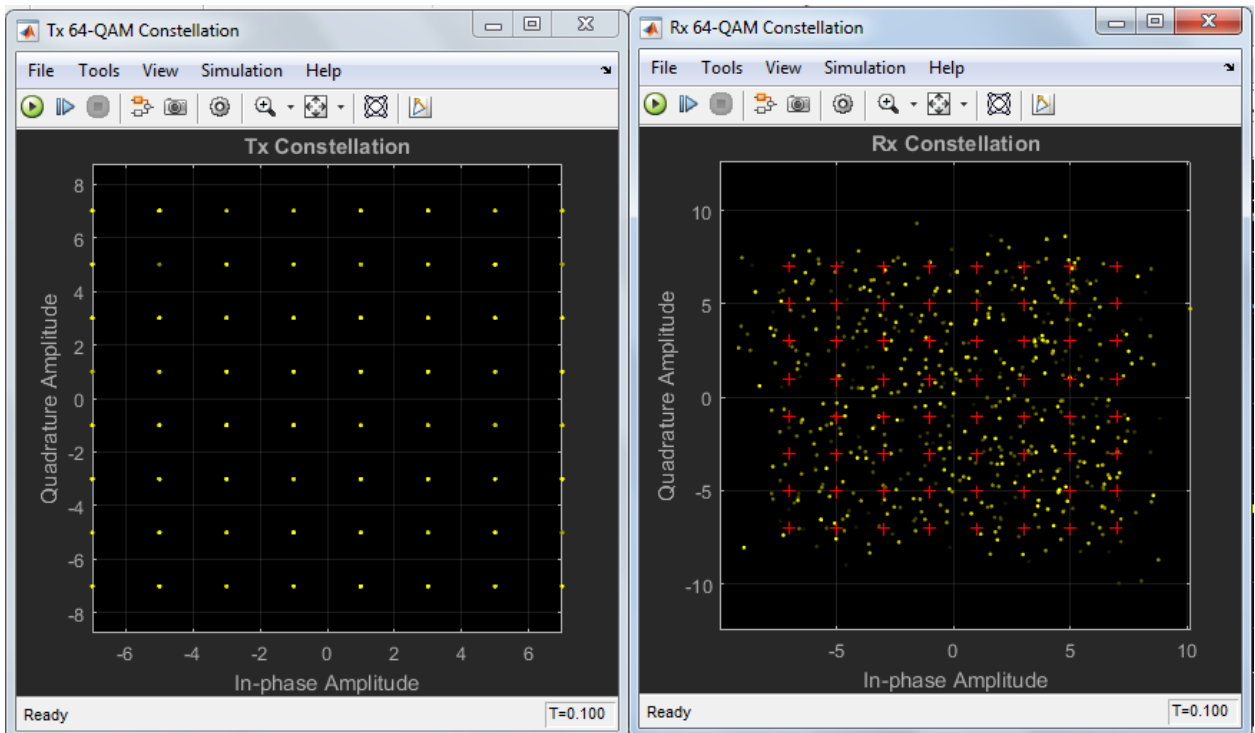 Tx 64-QAM Constellation
File Tools View Simulation Help
Tx Constellation
8
6
4
2
0
-2
-4
-6
-8
Quadrature Amplitude
-6 -4 -2 0 2 4 6
In-phase Amplitude
Ready T=0.100
Rx 64-QAM Constellation
File Tools View Simulation Help
Rx Constellation
10
5
0
-5
-10
Quadrature Amplitude
-5 0 5 10
In-phase Amplitude
Ready T=0.100